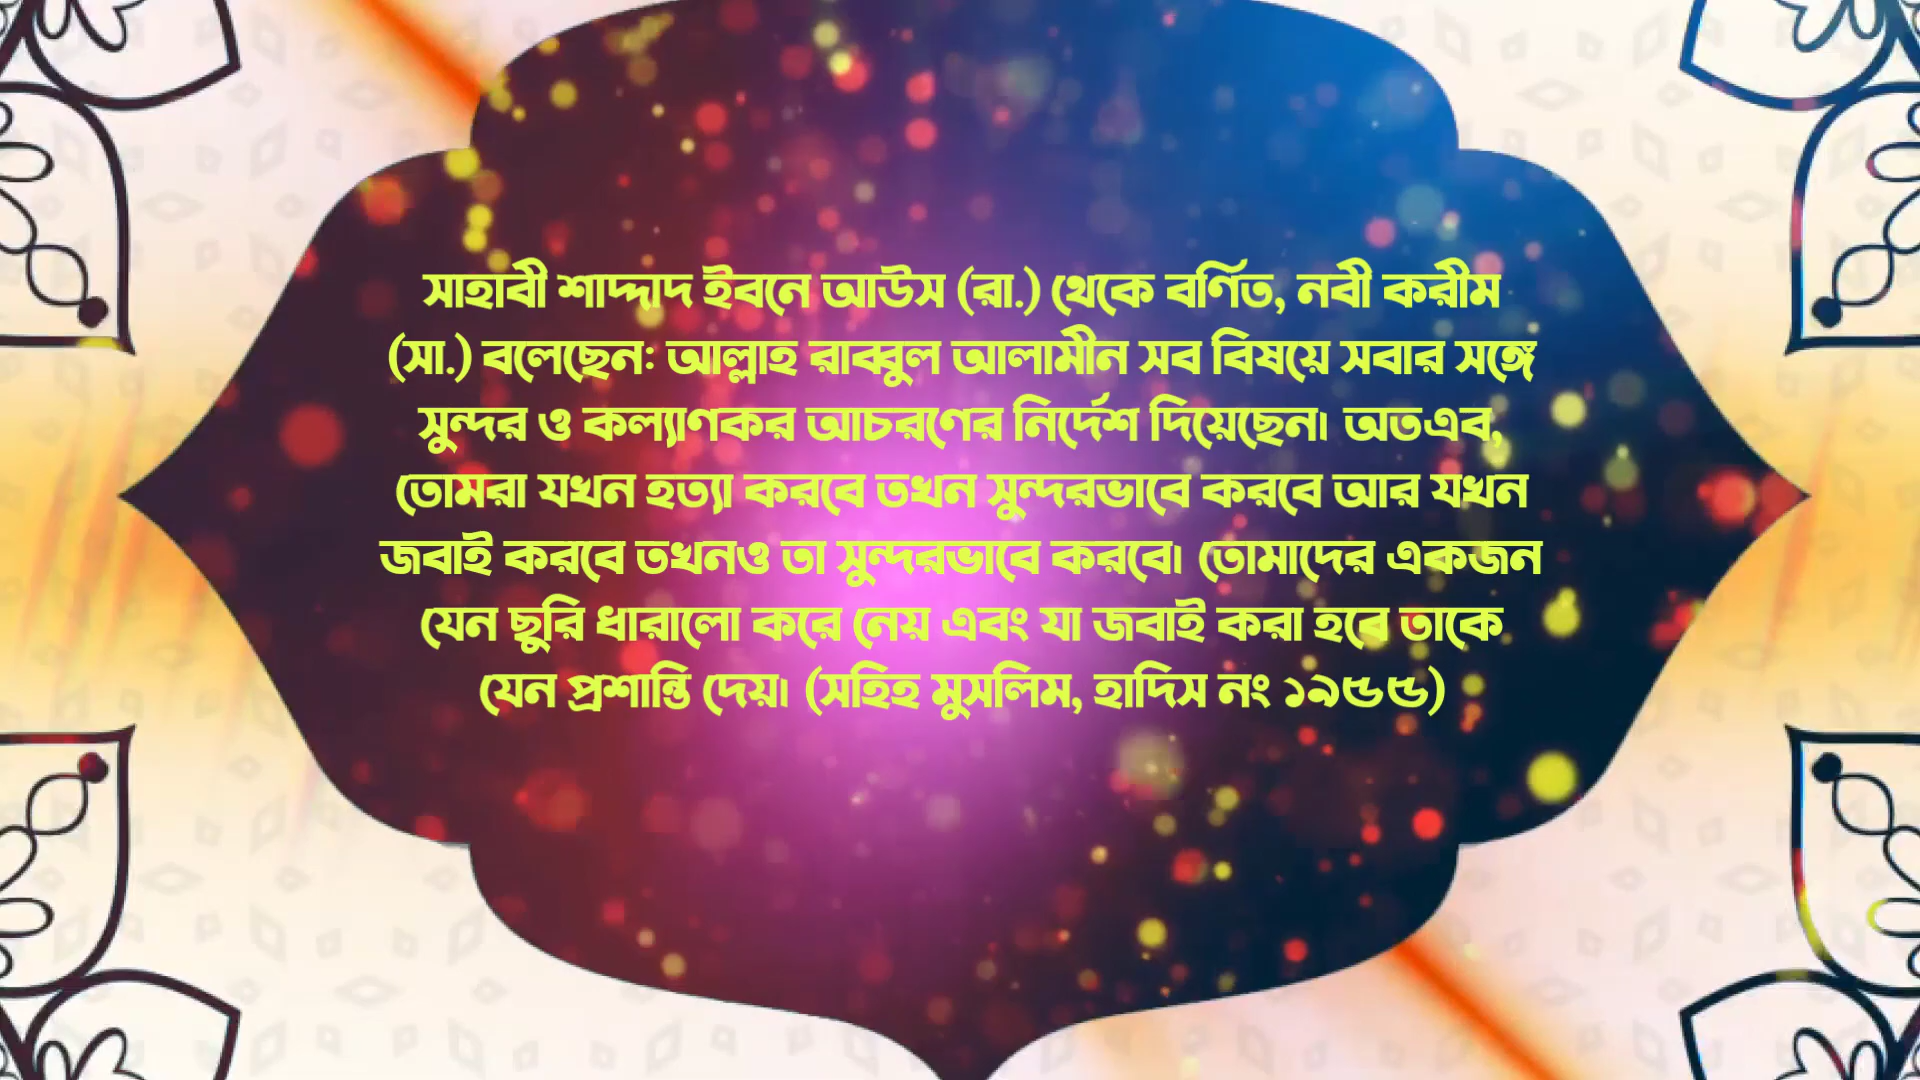 সাহাবী শাদ্দাদ ইবনে আউস (রা.) থেকে বর্ণিত, নবী করীম
(সা.) বলেছেন: আল্লাহ রাব্বুল আলামীন সব বিষয়ে সবার সঙ্গে
সুন্দর ও কল্যাণকর আচরণের নির্দেশ দিয়েছেন। অতএব,
তোমরা যখন হত্যা করবে তখন সুন্দরভাবে করবে আর যখন
জবাই করবে তখনও তা সুন্দরভাবে করবে। তোমাদের একজন
যেন ছুরি ধারালো করে নেয় এবং যা জবাই করা হবে তাকে
যেন প্রশান্তি দেয়। (সহিহ মুসলিম, হাদিস নং ১৯৫৫)